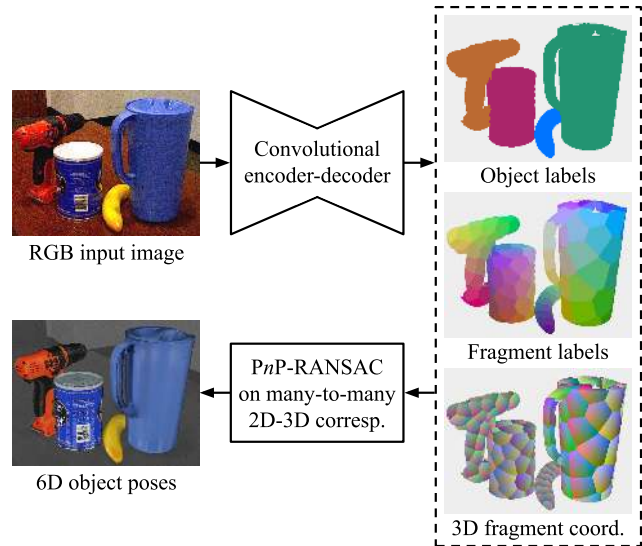 RGB input image
Convolutional
encoder-decoder
Object labels
Fragment labels
3D fragment coord.
PnP-RANSAC
on many-to-many
2D-3D corresp.
6D object poses